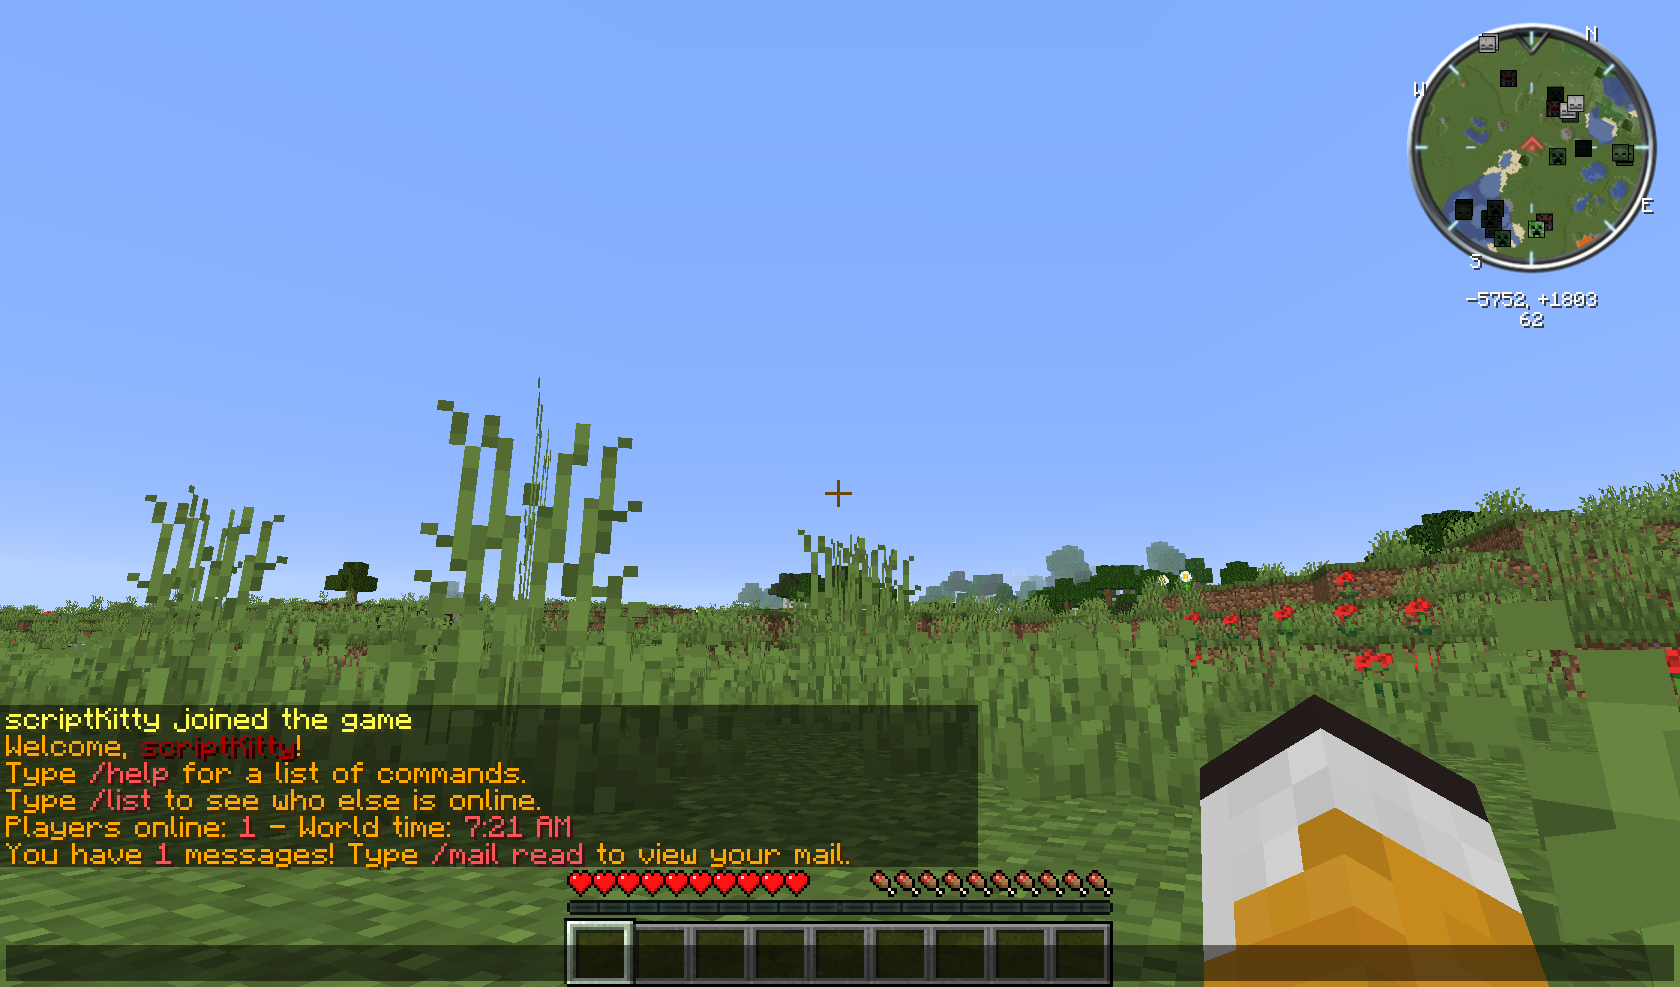 N
W
E
S
-5752, +1803
62
scriptKitty joined the game
Welcome, scriptKitty!
Type /help for a list of commands.
Type /list to see who else is online.
Players online: 1 - World time: 7:21 AM
You have 1 messages! Type /mail read to view your mail.